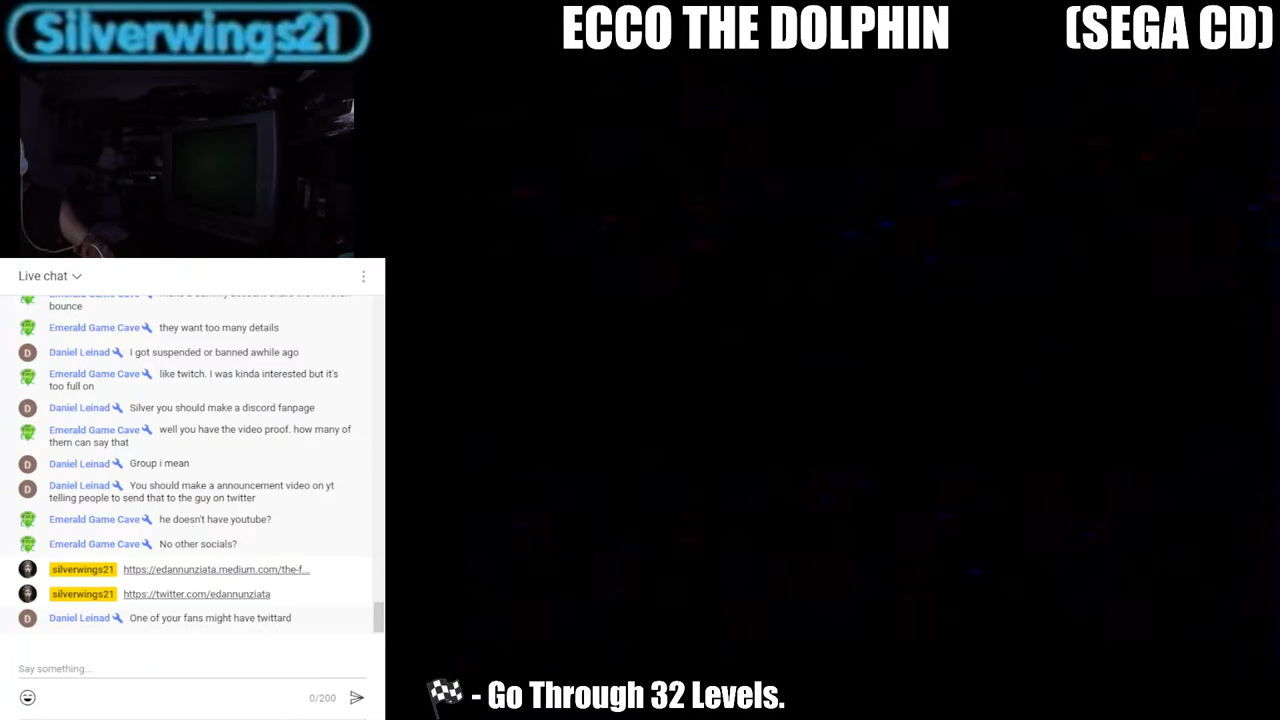 Silverwings21
ECCO THE DOLPHIN (SEGA CD)
Live chat
bounce
Emerald Game Cave they want too many details
D Daniel Leinad I got suspended or banned awhile ago
Emerald Game Cave like twitch. I was kinda interested but it's
too full on
D Daniel Leinad Silver you should make a discord fanpage
Emerald Game Cave well you have the video proof. how many of
them can say that
D Daniel Leinad Group i mean
D Daniel Leinad You should make a announcement video on yt
telling people to send that to the guy on twitter
Emerald Game Cave he doesn't have youtube?
Emerald Game Cave No other socials?
silverwings21 https://edannunziata.medium.com/the-f...
silverwings21 https://twitter.com/edannunziata
D Daniel Leinad One of your fans might have twittard
Say something...
0/200
- Go Through 32 Levels.